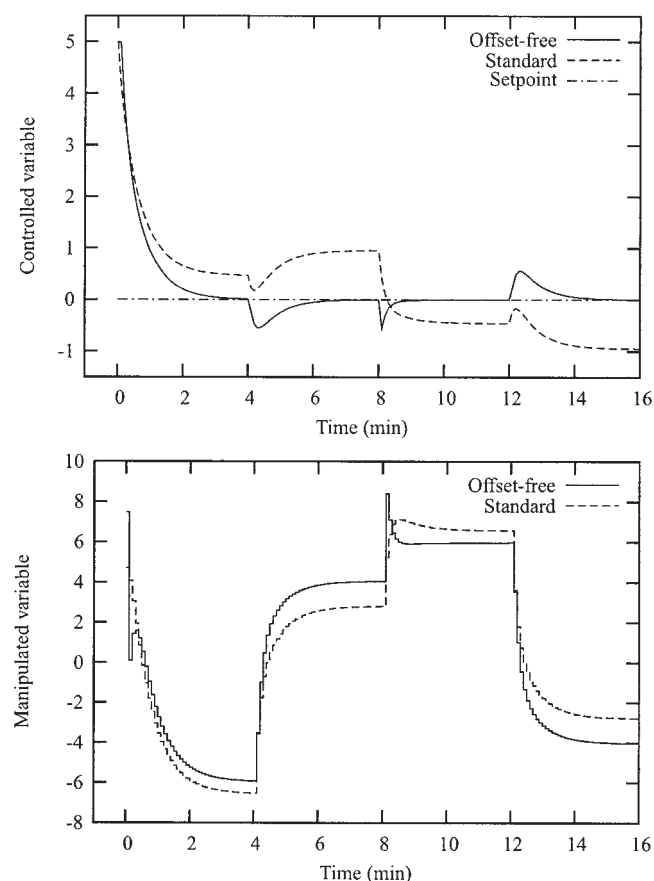 Offset-free
Standard
Setpoint
5
4
3
2
1
0
-1
Controlled variable
0 2 4 6 8 10 12 14 16
Time (min)
Offset-free
Standard
10
8
6
4
2
0
-2
-4
-6
-8
Manipulated variable
0 2 4 6 8 10 12 14 16
Time (min)